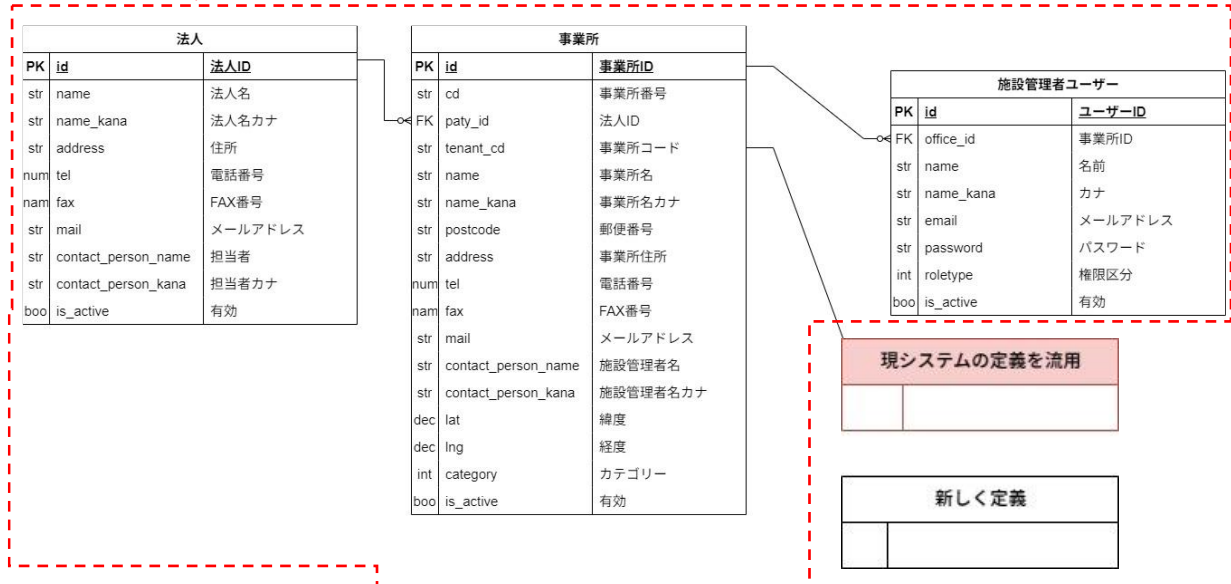 法人
PK id 法人ID
str name 法人名
str name_kana 法人名カナ
str address 住所
num tel 電話番号
nam fax FAX番号
str mail メールアドレス
str contact_person_name 担当者
str contact_person_kana 担当者カナ
boo is_active 有効
事業所
PK id 事業所ID
str cd 事業所番号
FK paty_id 法人ID
str tenant_cd 事業所コード
str name 事業所名
str name_kana 事業所名カナ
str postcode 郵便番号
str address 事業所住所
num tel 電話番号
nam fax FAX番号
str mail メールアドレス
str contact_person_name 施設管理者名
str contact_person_kana 施設管理者名カナ
dec lat 緯度
dec lng 経度
int category カテゴリー
boo is_active 有効
施設管理者ユーザー
PK id ユーザーID
FK office_id 事業所ID
str name 名前
str name_kana カナ
str email メールアドレス
str password パスワード
int roletype 権限区分
boo is_active 有効
現システムの定義を流用
新しく定義